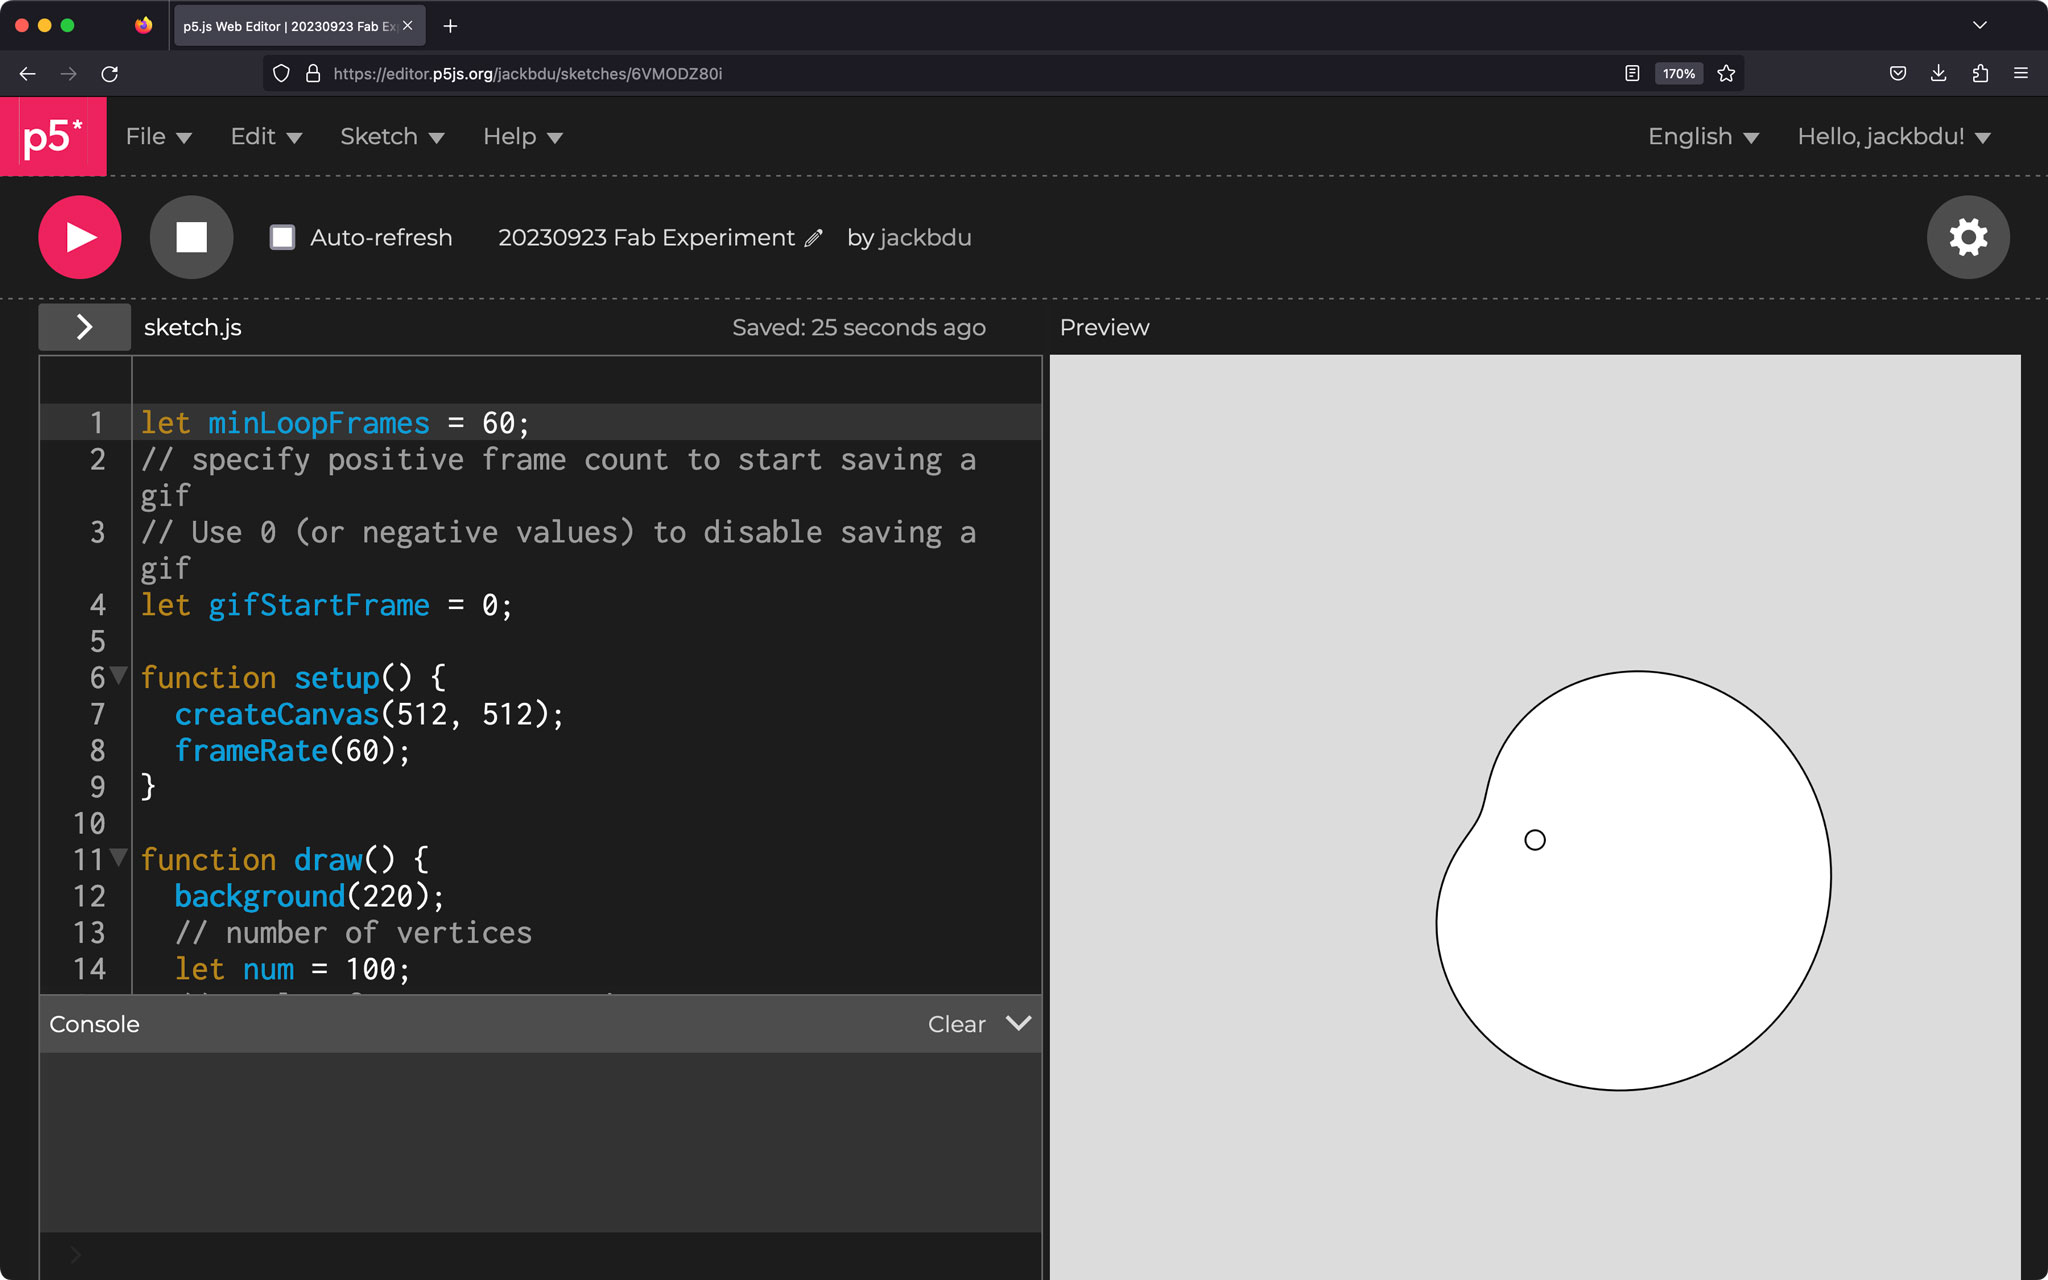 p5.js Web Editor | 20230923 Fab Ex
https://editor.p5js.org/jackbdu/sketches/6VMODZ80i
170%
p5*
File
Edit
Sketch
Help
English
Hello, jackbdu!
Auto-refresh
20230923 Fab Experiment
by jackbdu
sketch.js
Saved: 25 seconds ago
Preview
1 let minLoopFrames = 60;
2 // specify positive frame count to start saving a
gif
3 // Use 0 (or negative values) to disable saving a
gif
4 let gifStartFrame = 0;
5
6 function setup() {
7 createCanvas(512, 512);
8 frameRate(60);
9 }
10
11 function draw() {
12 background(220);
13 // number of vertices
14 let num = 100;
Console
Clear